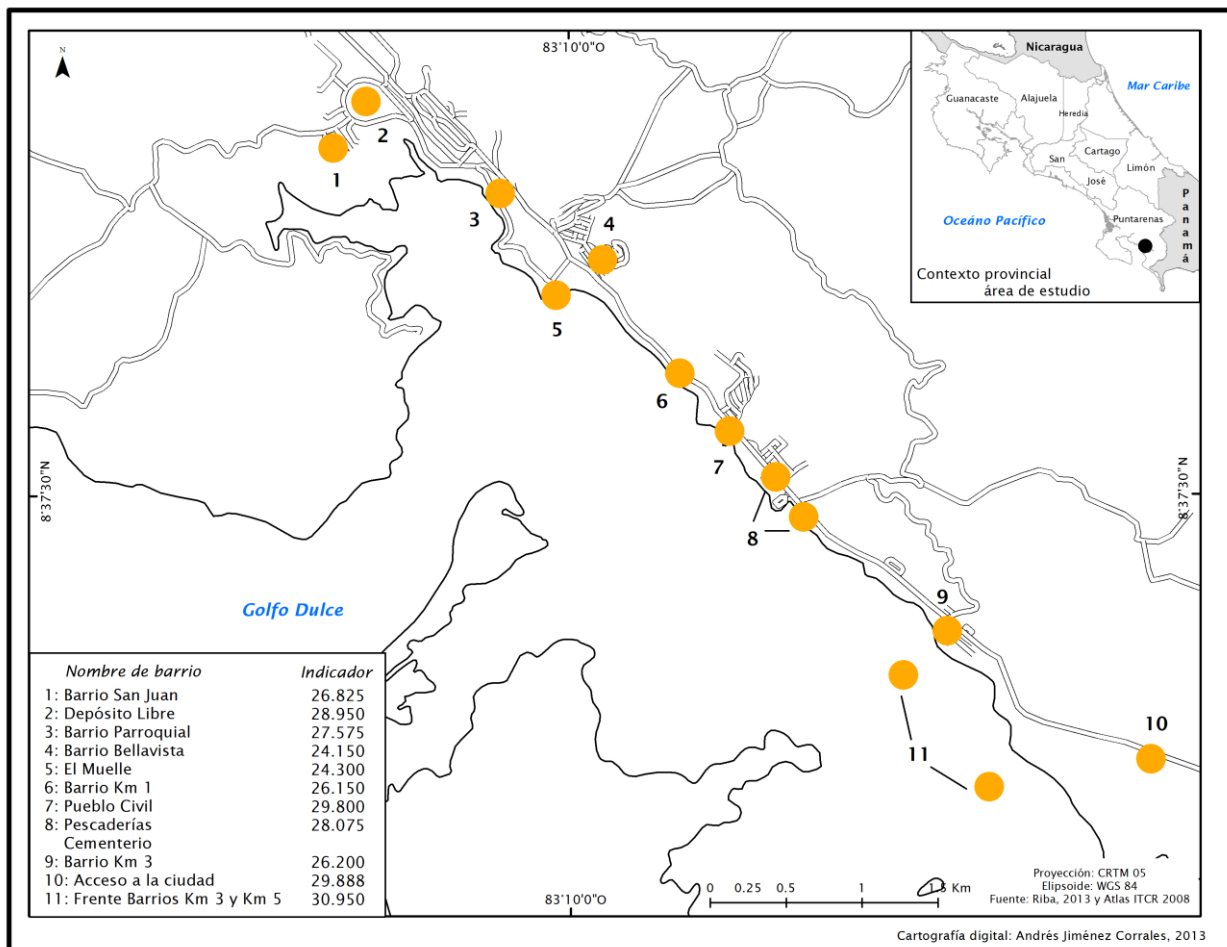 N
83°10'0"O
Nicaragua
Mar Caribe
Guanacaste
Alajuela
Heredia
Cartago
San
José
Limón
Puntarenas
Panamá
Oceáno Pacífico
Contexto provincial
área de estudio
1
2
3
4
5
6
7
8
9
10
11
8°37'30"N
8°37'30"N
Golfo Dulce
Nombre de barrio Indicador
1: Barrio San Juan 26.825
2: Depósito Libre 28.950
3: Barrio Parroquial 27.575
4: Barrio Bellavista 24.150
5: El Muelle 24.300
6: Barrio Km 1 26.150
7: Pueblo Civil 29.800
8: Pescaderías 28.075
Cementerio
9: Barrio Km 3 26.200
10: Acceso a la ciudad 29.888
11: Frente Barrios Km 3 y Km 5 30.950
83°10'0"O
0 0.25 0.5 1 1.5 Km
Proyección: CRTM 05
Elipsoide: WGS 84
Fuente: Riba, 2013 y Atlas ITCR 2008
Cartografía digital: Andrés Jiménez Corrales, 2013